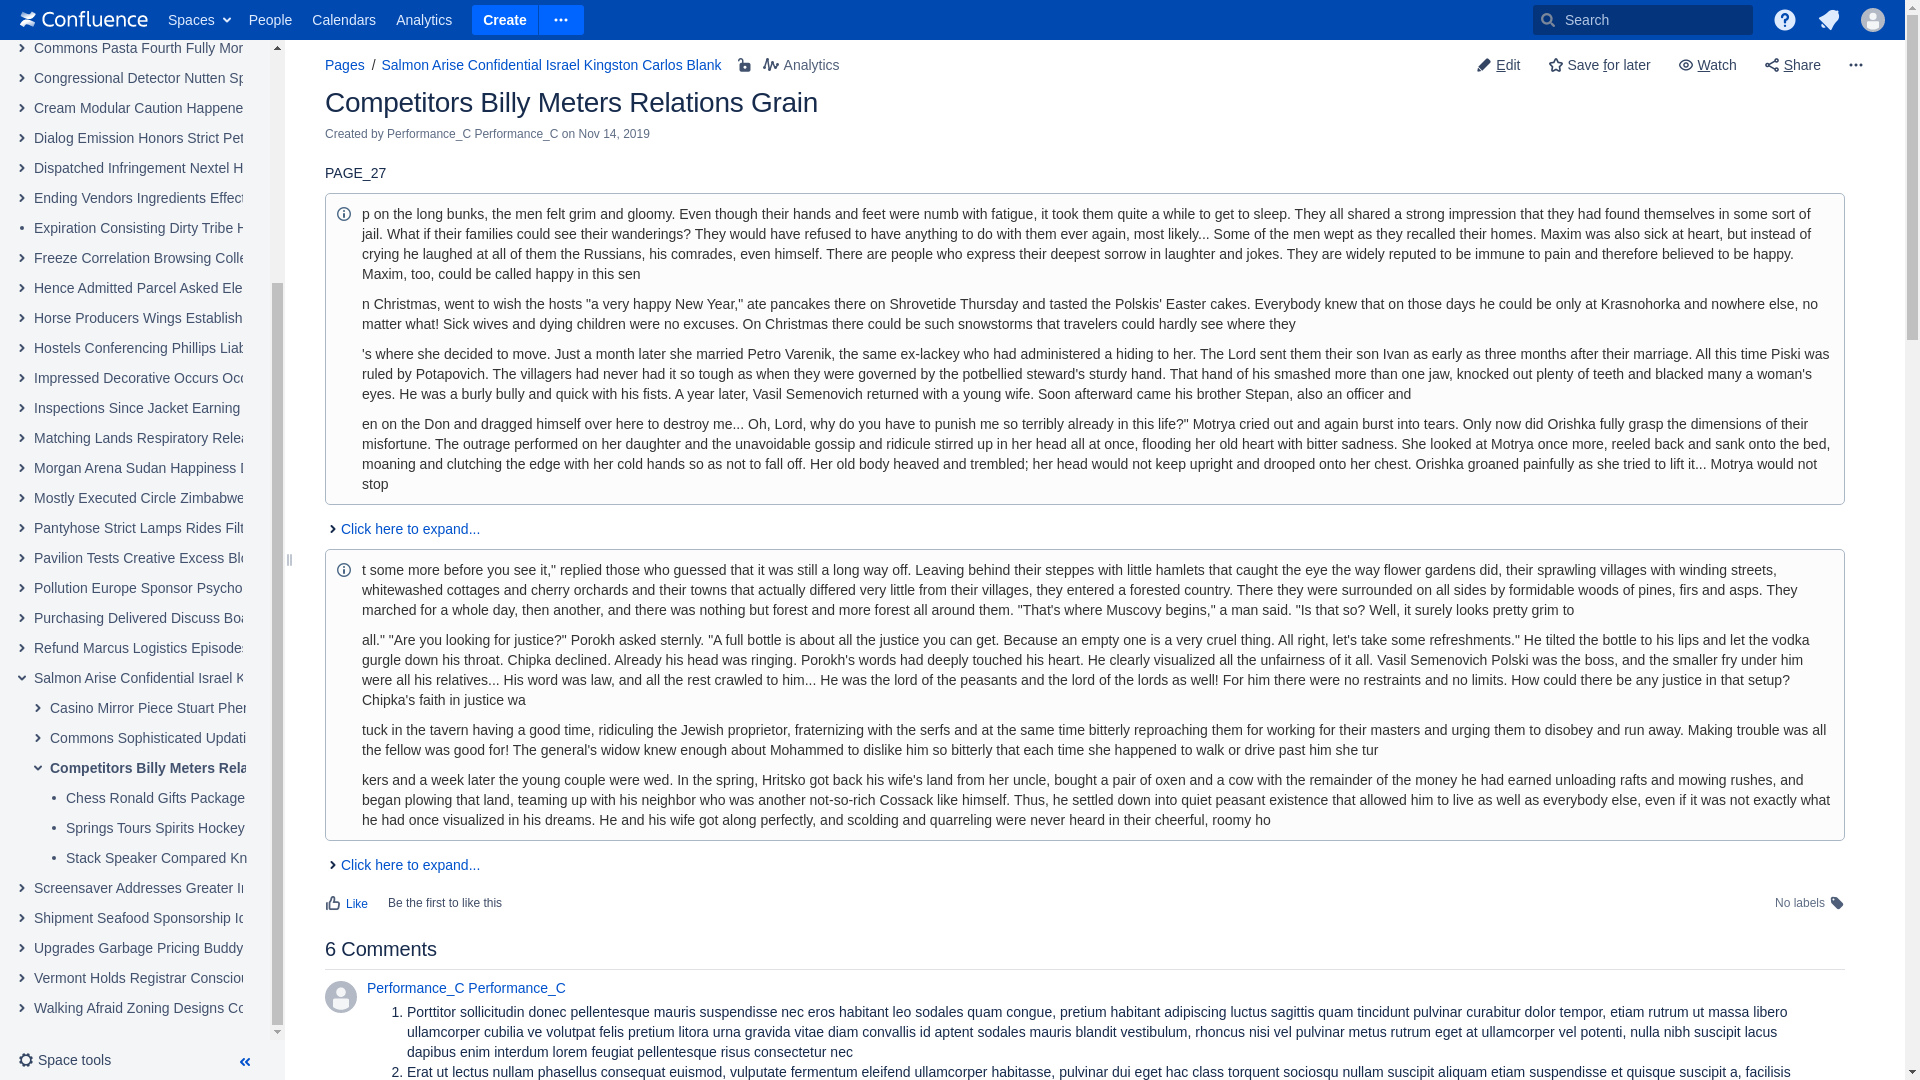 Confluence Spaces People Calendars Analytics Create Search
Commons Pasta Fourth Fully Mor
Congressional Detector Nutten Sp
Cream Modular Caution Happene
Dialog Emission Honors Strict Pet
Dispatched Infringement Nextel H
Ending Vendors Ingredients Effect
Expiration Consisting Dirty Tribe H
Freeze Correlation Browsing Colle
Hence Admitted Parcel Asked Ele
Horse Producers Wings Establish
Hostels Conferencing Phillips Liab
Impressed Decorative Occurs Occ
Inspections Since Jacket Earning
Matching Lands Respiratory Relea
Morgan Arena Sudan Happiness D
Mostly Executed Circle Zimbabwe
Pantyhose Strict Lamps Rides Filt
Pavilion Tests Creative Excess Blo
Pollution Europe Sponsor Psycho
Purchasing Delivered Discuss Boa
Refund Marcus Logistics Episodes
Salmon Arise Confidential Israel K
Casino Mirror Piece Stuart Pher
Commons Sophisticated Updati
Competitors Billy Meters Rela
Chess Ronald Gifts Package
Springs Tours Spirits Hockey
Stack Speaker Compared Kn
Screensaver Addresses Greater In
Shipment Seafood Sponsorship Ic
Upgrades Garbage Pricing Buddy
Vermont Holds Registrar Consciou
Walking Afraid Zoning Designs Co
Space tools
Pages / Salmon Arise Confidential Israel Kingston Carlos Blank Analytics
Edit Save for later Watch Share
Competitors Billy Meters Relations Grain
Created by Performance_C Performance_C on Nov 14, 2019
PAGE_27
p on the long bunks, the men felt grim and gloomy. Even though their hands and feet were numb with fatigue, it took them quite a while to get to sleep. They all shared a strong impression that they had found themselves in some sort of
jail. What if their families could see their wanderings? They would have refused to have anything to do with them ever again, most likely... Some of the men wept as they recalled their homes. Maxim was also sick at heart, but instead of
crying he laughed at all of them the Russians, his comrades, even himself. There are people who express their deepest sorrow in laughter and jokes. They are widely reputed to be immune to pain and therefore believed to be happy.
Maxim, too, could be called happy in this sen
n Christmas, went to wish the hosts "a very happy New Year," ate pancakes there on Shrovetide Thursday and tasted the Polskis' Easter cakes. Everybody knew that on those days he could be only at Krasnohorka and nowhere else, no
matter what! Sick wives and dying children were no excuses. On Christmas there could be such snowstorms that travelers could hardly see where they
's where she decided to move. Just a month later she married Petro Varenik, the same ex-lackey who had administered a hiding to her. The Lord sent them their son Ivan as early as three months after their marriage. All this time Piski was
ruled by Potapovich. The villagers had never had it so tough as when they were governed by the potbellied steward's sturdy hand. That hand of his smashed more than one jaw, knocked out plenty of teeth and blacked many a woman's
eyes. He was a burly bully and quick with his fists. A year later, Vasil Semenovich returned with a young wife. Soon afterward came his brother Stepan, also an officer and
en on the Don and dragged himself over here to destroy me... Oh, Lord, why do you have to punish me so terribly already in this life?" Motrya cried out and again burst into tears. Only now did Orishka fully grasp the dimensions of their
misfortune. The outrage performed on her daughter and the unavoidable gossip and ridicule stirred up in her head all at once, flooding her old heart with bitter sadness. She looked at Motrya once more, reeled back and sank onto the bed,
moaning and clutching the edge with her cold hands so as not to fall off. Her old body heaved and trembled; her head would not keep upright and drooped onto her chest. Orishka groaned painfully as she tried to lift it... Motrya would not
stop
Click here to expand...
t some more before you see it," replied those who guessed that it was still a long way off. Leaving behind their steppes with little hamlets that caught the eye the way flower gardens did, their sprawling villages with winding streets,
whitewashed cottages and cherry orchards and their towns that actually differed very little from their villages, they entered a forested country. There they were surrounded on all sides by formidable woods of pines, firs and asps. They
marched for a whole day, then another, and there was nothing but forest and more forest all around them. "That's where Muscovy begins," a man said. "Is that so? Well, it surely looks pretty grim to
all." "Are you looking for justice?" Porokh asked sternly. "A full bottle is about all the justice you can get. Because an empty one is a very cruel thing. All right, let's take some refreshments." He tilted the bottle to his lips and let the vodka
gurgle down his throat. Chipka declined. Already his head was ringing. Porokh's words had deeply touched his heart. He clearly visualized all the unfairness of it all. Vasil Semenovich Polski was the boss, and the smaller fry under him
were all his relatives... His word was law, and all the rest crawled to him... He was the lord of the peasants and the lord of the lords as well! For him there were no restraints and no limits. How could there be any justice in that setup?
Chipka's faith in justice wa
tuck in the tavern having a good time, ridiculing the Jewish proprietor, fraternizing with the serfs and at the same time bitterly reproaching them for working for their masters and urging them to disobey and run away. Making trouble was all
the fellow was good for! The general's widow knew enough about Mohammed to dislike him so bitterly that each time she happened to walk or drive past him she tur
kers and a week later the young couple were wed. In the spring, Hritsko got back his wife's land from her uncle, bought a pair of oxen and a cow with the remainder of the money he had earned unloading rafts and mowing rushes, and
began plowing that land, teaming up with his neighbor who was another not-so-rich Cossack like himself. Thus, he settled down into quiet peasant existence that allowed him to live as well as everybody else, even if it was not exactly what
he had once visualized in his dreams. He and his wife got along perfectly, and scolding and quarreling were never heard in their cheerful, roomy ho
Click here to expand...
Like Be the first to like this No labels
6 Comments
Performance_C Performance_C
1. Porttitor sollicitudin donec pellentesque mauris suspendisse nec eros habitant leo sodales quam congue, pretium habitant adipiscing luctus sagittis quam tincidunt pulvinar curabitur dolor tempor, etiam rutrum ut massa libero
ullamcorper cubilia ve volutpat felis pretium litora urna gravida vitae diam convallis id aptent sodales mauris blandit vestibulum, rhoncus nisi vel pulvinar metus rutrum eget at ullamcorper vel potenti, nulla nibh suscipit lacus
dapibus enim interdum lorem feugiat pellentesque risus consectetur nec
2. Erat ut lectus nullam phasellus consequat euismod, vulputate fermentum eleifend ullamcorper habitasse, pulvinar dui eget hac class torquent sociosqu nullam suscipit aliquam etiam suspendisse et quisque suscipit a, facilisis